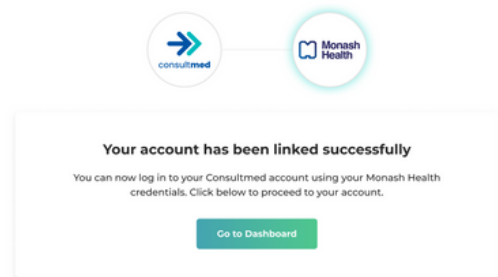 consultmed
Monash
Health
Your account has been linked successfully
You can now log in to your Consultmed account using your Monash Health
credentials. Click below to proceed to your account.
Go to Dashboard